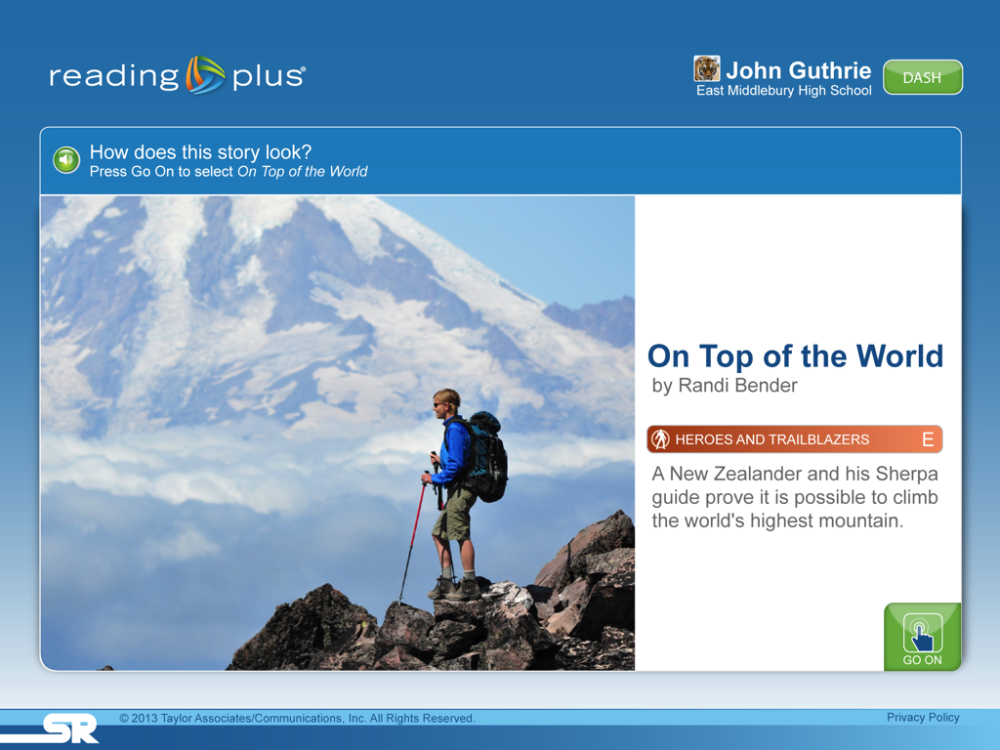 reading plus®
John Guthrie
East Middlebury High School
DASH
How does this story look?
Press Go On to select On Top of the World
On Top of the World
by Randi Bender
HEROES AND TRAILBLAZERS E
A New Zealander and his Sherpa
guide prove it is possible to climb
the world's highest mountain.
GO ON
SR
© 2013 Taylor Associates/Communications, Inc. All Rights Reserved.
Privacy Policy